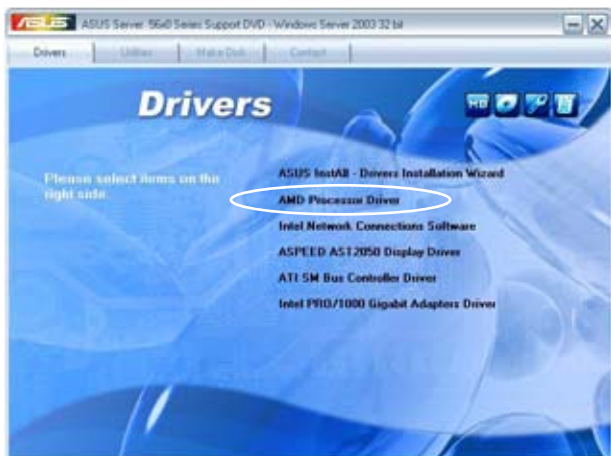 ASUS ASUS Server 56x0 Series Support DVD - Windows Server 2003 32 bit
Drivers Utilities Make Disk Contact
Drivers
Please select items on the right side.
ASUS InstAll - Drivers Installation Wizard
AMD Processor Driver
Intel Network Connections Software
ASPEED AST2050 Display Driver
ATI SM Bus Controller Driver
Intel PRO/1000 Gigabit Adapters Driver